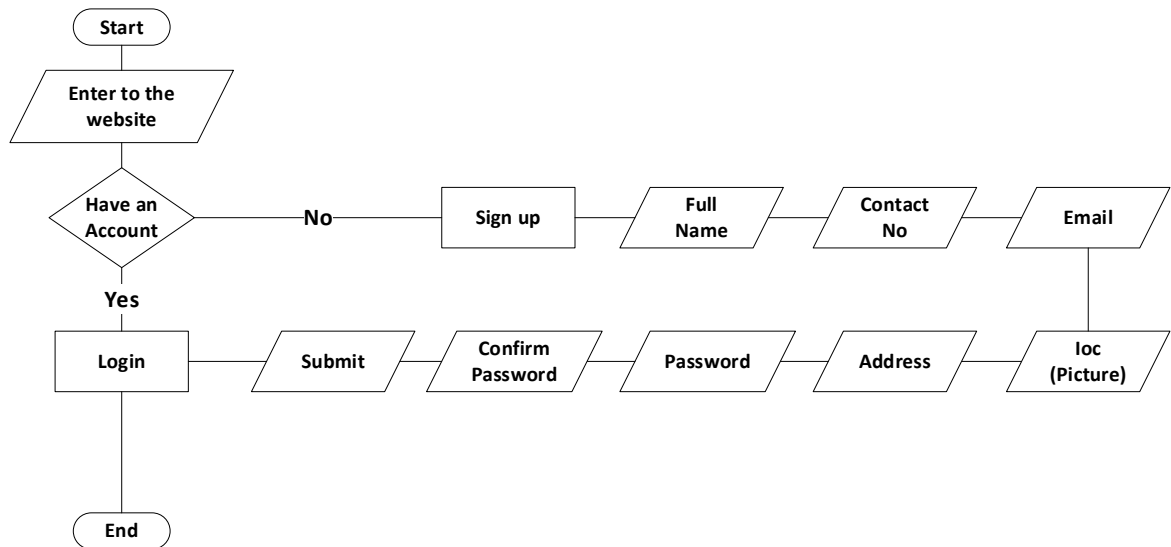 Start
Enter to the
website
Have an
Account
No
Sign up
Full
Name
Contact
No
Email
Yes
Login
Submit
Confirm
Password
Password
Address
Ioc
(Picture)
End